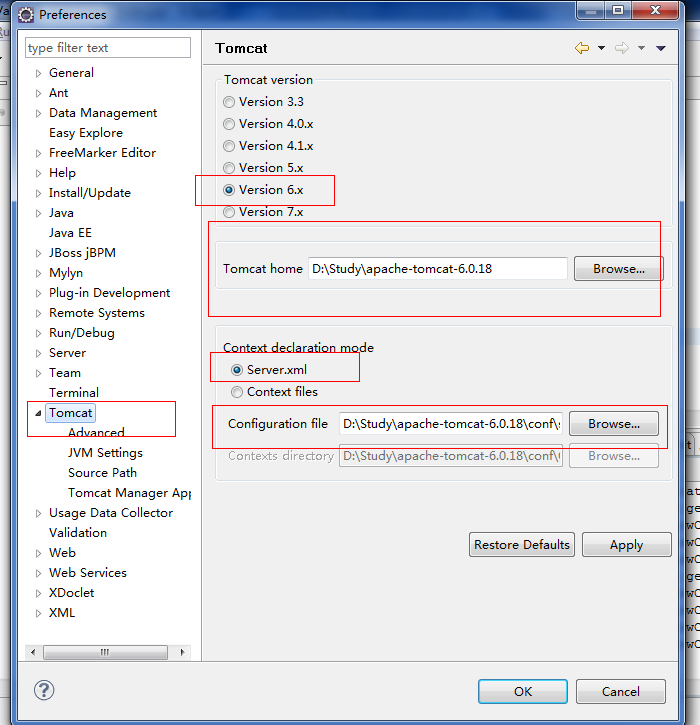 Preferences
type filter text
General
Ant
Data Management
Easy Explore
FreeMarker Editor
Help
Install/Update
Java
Java EE
JBoss jBPM
Mylyn
Plug-in Development
Remote Systems
Run/Debug
Server
Team
Terminal
Tomcat
Advanced
JVM Settings
Source Path
Tomcat Manager App
Usage Data Collector
Validation
Web
Web Services
XDoclet
XML
Tomcat
Tomcat version
Version 3.3
Version 4.0.x
Version 4.1.x
Version 5.x
Version 6.x
Version 7.x
Tomcat home D:\Study\apache-tomcat-6.0.18 Browse...
Context declaration mode
Server.xml
Context files
Configuration file D:\Study\apache-tomcat-6.0.18\conf\s Browse...
Contexts directory D:\Study\apache-tomcat-6.0.18\conf\ Browse...
Restore Defaults Apply
OK Cancel